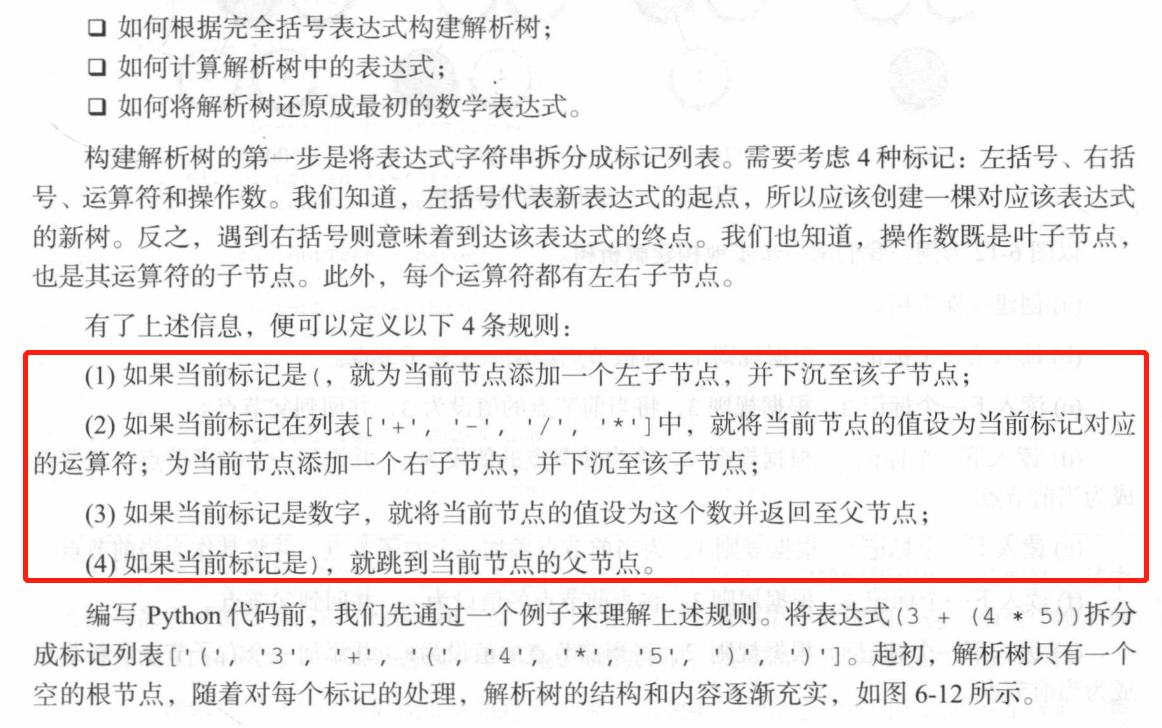 ❑ 如何根据完全括号表达式构建解析树；
❑ 如何计算解析树中的表达式；
❑ 如何将解析树还原成最初的数学表达式。
构建解析树的第一步是将表达式字符串拆分成标记列表。需要考虑 4 种标记：左括号、右括
号、运算符和操作数。我们知道，左括号代表新表达式的起点，所以应该创建一棵对应该表达式
的新树。反之，遇到右括号则意味着到达该表达式的终点。我们也知道，操作数既是叶子节点，
也是其运算符的子节点。此外，每个运算符都有左右子节点。
有了上述信息，便可以定义以下 4 条规则：
(1) 如果当前标记是(，就为当前节点添加一个左子节点，并下沉至该子节点；
(2) 如果当前标记在列表['+', '-', '/', '*']中，就将当前节点的值设为当前标记对应
的运算符；为当前节点添加一个右子节点，并下沉至该子节点；
(3) 如果当前标记是数字，就将当前节点的值设为这个数并返回至父节点；
(4) 如果当前标记是)，就跳到当前节点的父节点。
编写 Python 代码前，我们先通过一个例子来理解上述规则。将表达式(3 + (4 * 5))拆分
成标记列表['(', '3', '+', '(', '4', '*', '5', ')', ')']。起初，解析树只有一个
空的根节点，随着对每个标记的处理，解析树的结构和内容逐渐充实，如图 6-12 所示。